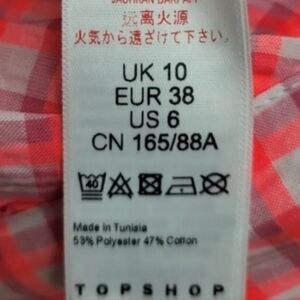 远离火源
火気から遠ざけて下さい。
UK 10
EUR 38
US 6
CN 165/88A
40
Made in Tunisia
53% Polyester 47% Cotton
TOPSHOP